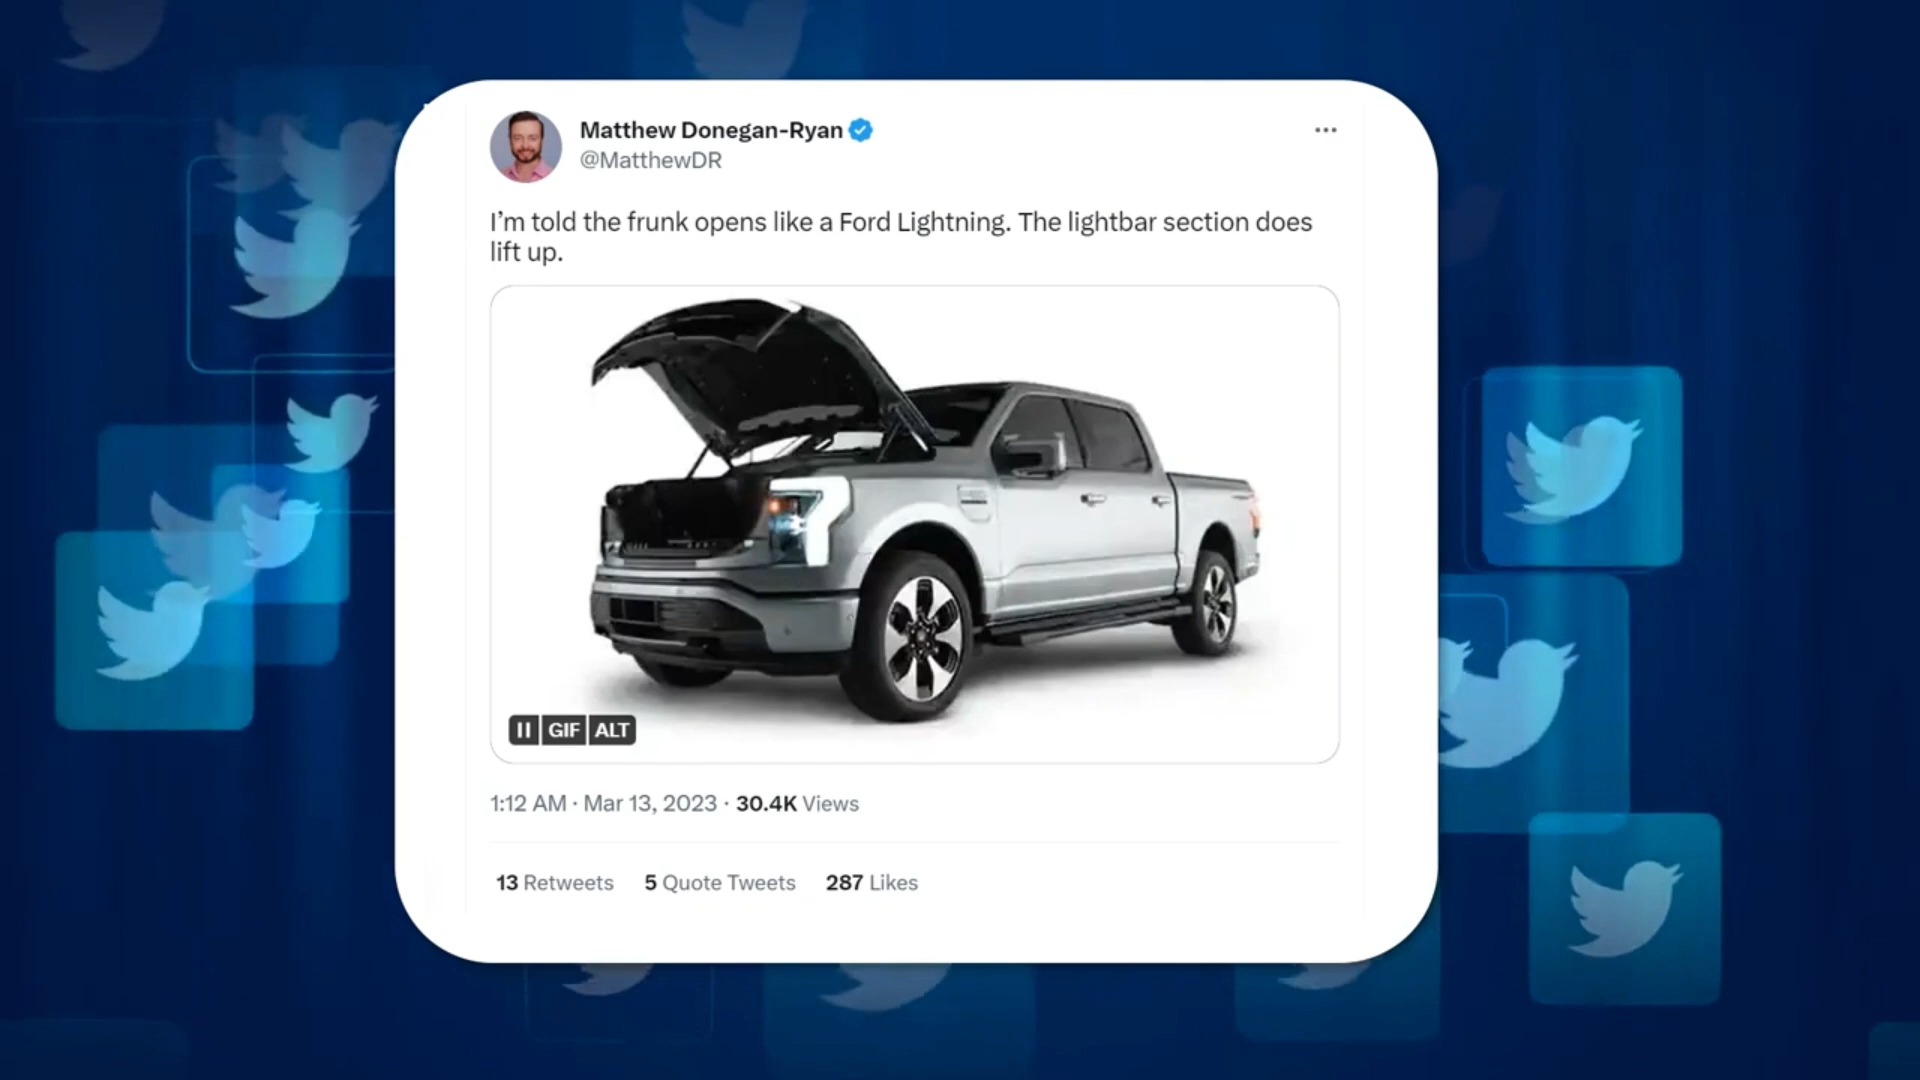 Matthew Donegan-Ryan
@MatthewDR
I'm told the frunk opens like a Ford Lightning. The lightbar section does
lift up.
GIF ALT
1:12 AM · Mar 13, 2023 · 30.4K Views
13 Retweets 5 Quote Tweets 287 Likes